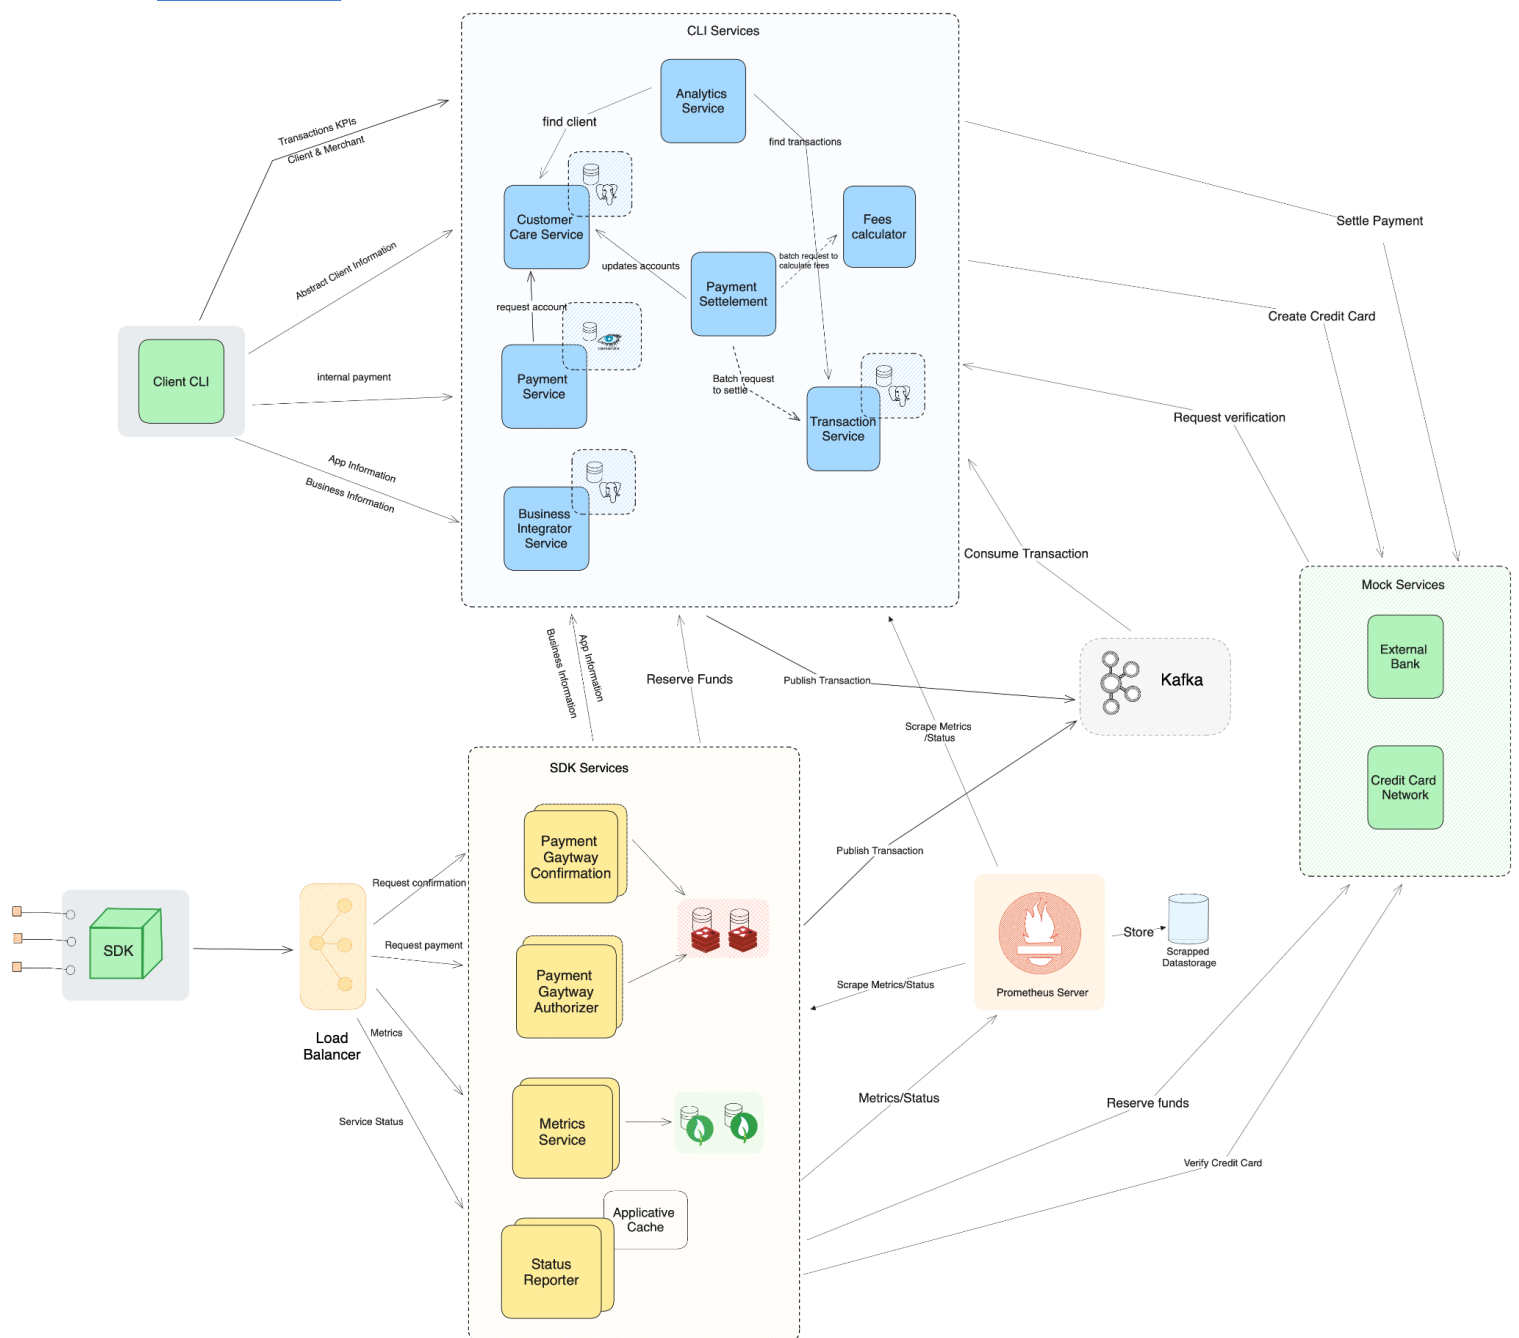 CLI Services
Analytics
Service
find client
find transactions
Transactions KPIs
Client & Merchant
Customer
Care Service
Fees
calculator
Abstract Client Information
updates accounts
batch request to
calculate fees
Payment
Settelement
request account
Settle Payment
Create Credit Card
Client CLI
internal payment
Payment
Service
Batch request
to settle
Transaction
Service
Request verification
App Information
Business Information
Business
Integrator
Service
Consume Transaction
Mock Services
External
Bank
Credit Card
Network
Business Information
App Information
Reserve Funds
Publish Transaction
Kafka
Scrape Metrics
/Status
SDK Services
Payment
Gaytway
Confirmation
Publish Transaction
Request confirmation
Request payment
SDK
Load
Balancer
Metrics
Service Status
Payment
Gaytway
Authorizer
Scrape Metrics/Status
Prometheus Server
Store
Scrapped
Datastorage
Metrics
Service
Metrics/Status
Reserve funds
Verify Credit Card
Applicative
Cache
Status
Reporter